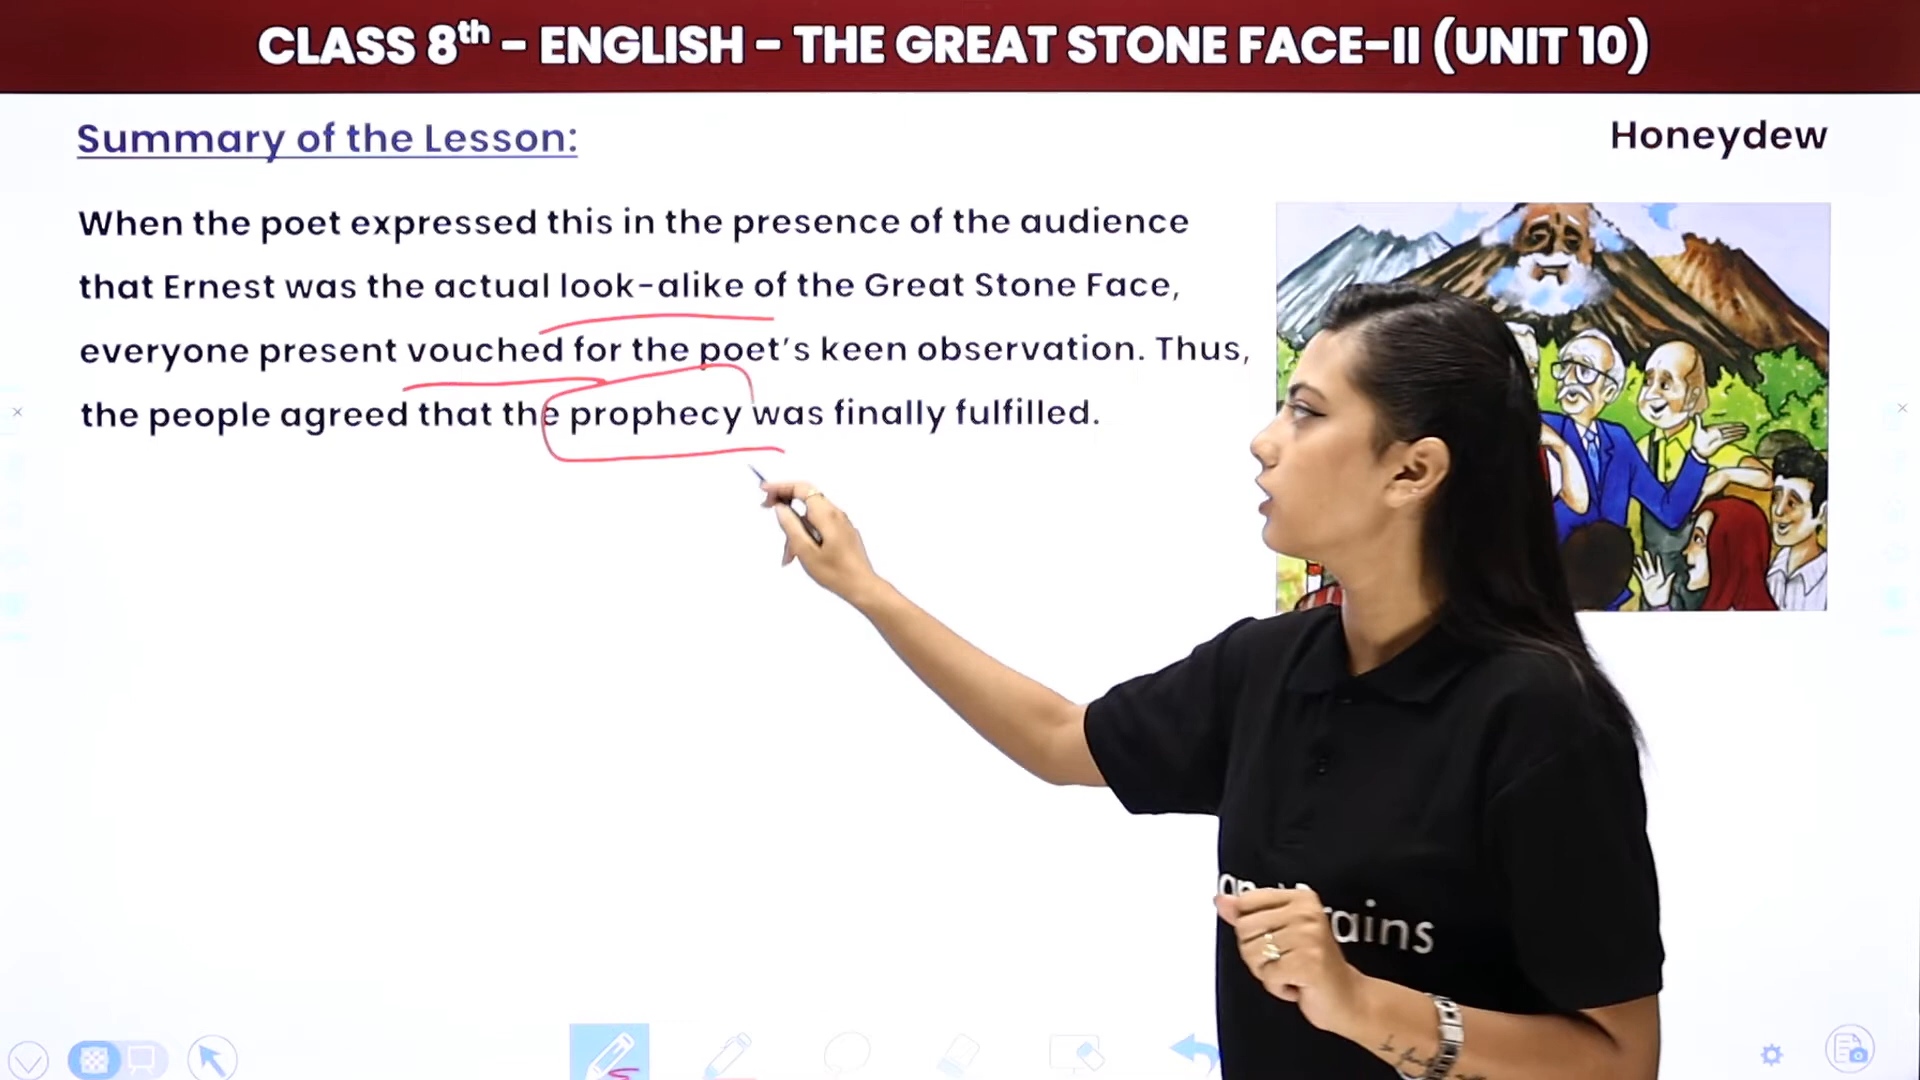 CLASS 8th - ENGLISH - THE GREAT STONE FACE-II (UNIT 10)
Summary of the Lesson:
Honeydew
When the poet expressed this in the presence of the audience
that Ernest was the actual look-alike of the Great Stone Face,
everyone present vouched for the poet's keen observation. Thus,
the people agreed that the prophecy was finally fulfilled.